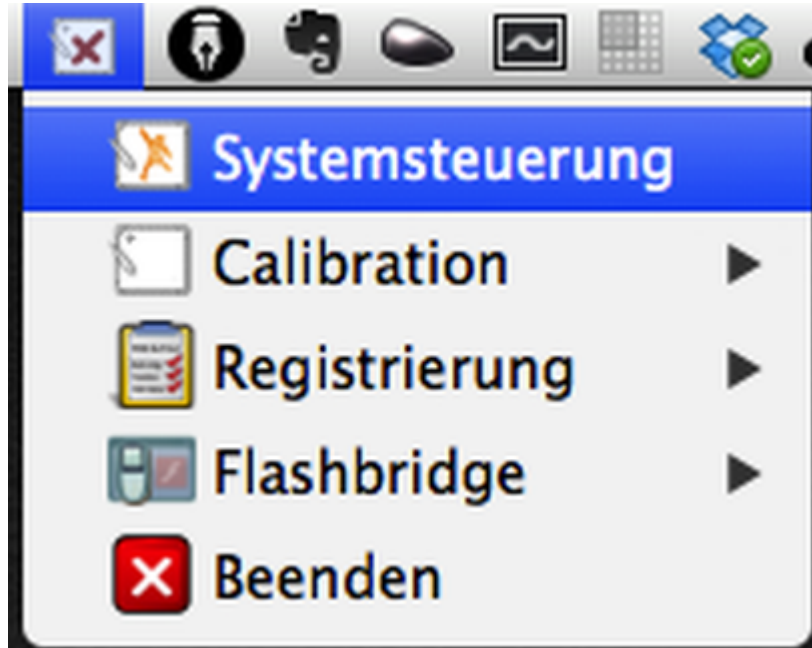 Systemsteuerung
Calibration
Registrierung
Flashbridge
Beenden